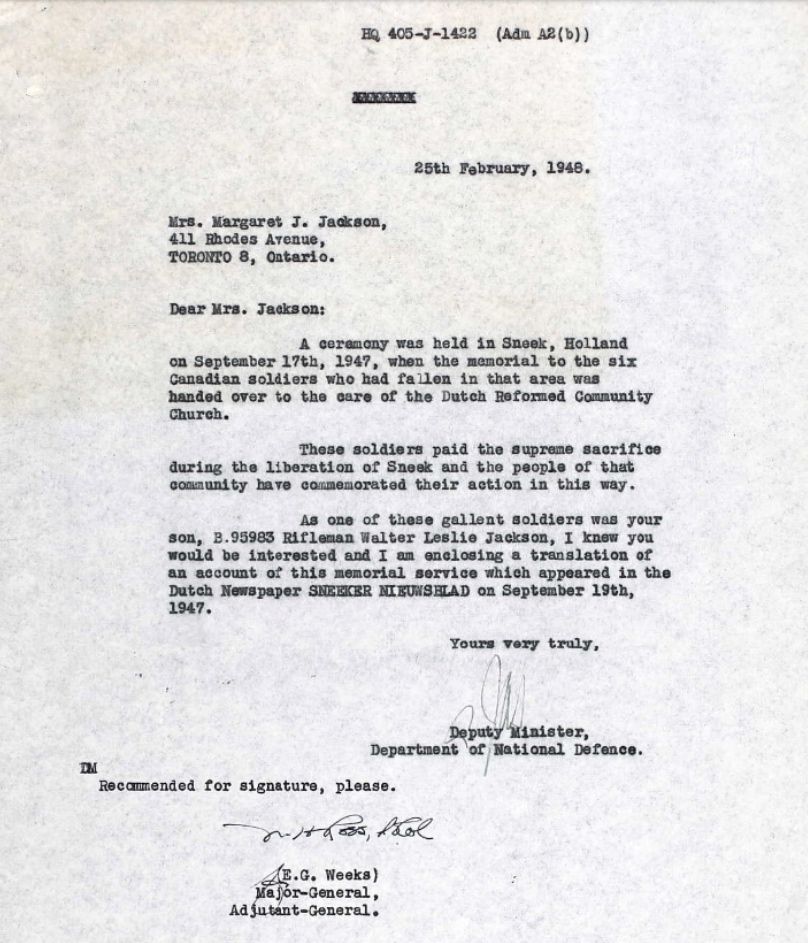 HQ 405-J-1422 (Adm A2(b))
25th February, 1948.
Mrs. Margaret J. Jackson,
411 Rhodes Avenue,
TORONTO 8, Ontario.
Dear Mrs. Jackson:
A ceremony was held in Sneek, Holland
on September 17th, 1947, when the memorial to the six
Canadian soldiers who had fallen in that area was
handed over to the care of the Dutch Reformed Community
Church.
These soldiers paid the supreme sacrifice
during the liberation of Sneek and the people of that
community have commemorated their action in this way.
As one of these gallent soldiers was your
son, B.95983 Rifleman Walter Leslie Jackson, I knew you
would be interested and I am enclosing a translation of
an account of this memorial service which appeared in the
Dutch Newspaper SNEEKER NIEUWSBLAD on September 19th,
1947.
Yours very truly,
Deputy Minister,
Department of National Defence.
DM
Recommended for signature, please.
(E.G. Weeks)
Major-General,
Adjutant-General.